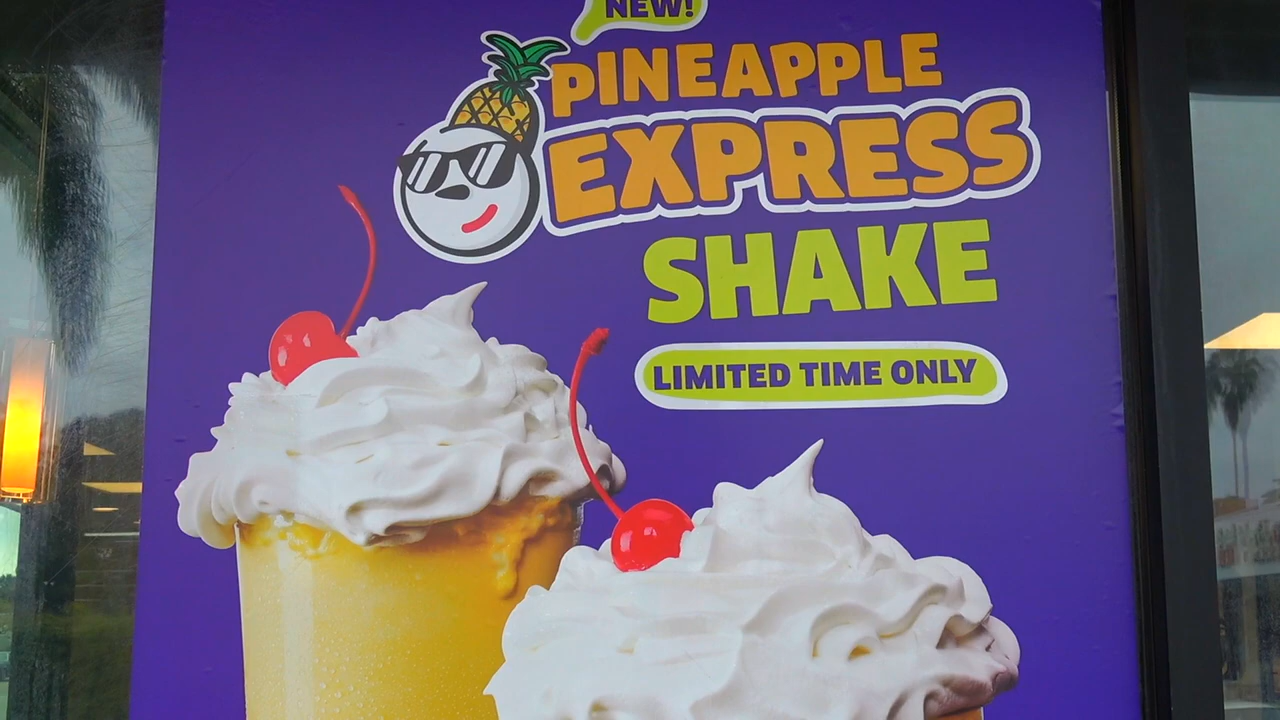 NEW!
PINEAPPLE
EXPRESS
SHAKE
LIMITED TIME ONLY